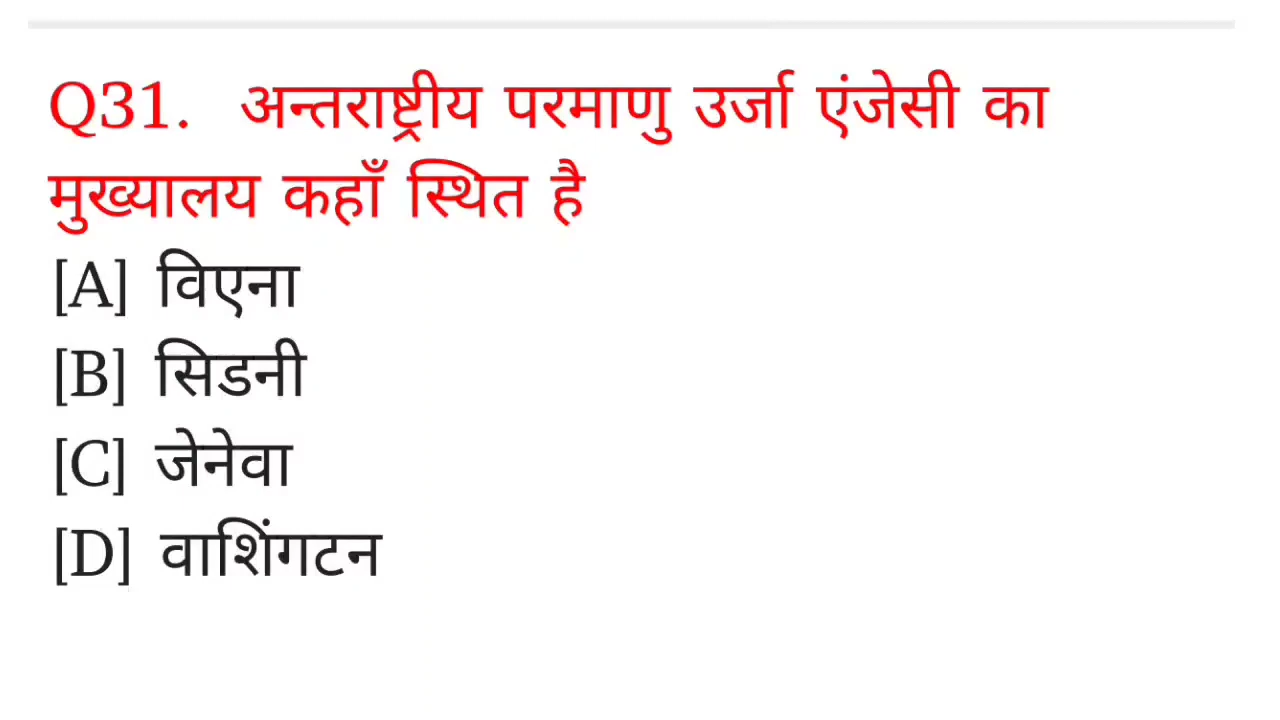 Q31. अन्तराष्ट्रीय परमाणु उर्जा एंजेसी का
मुख्यालय कहाँ स्थित है
[A] विएना
[B] सिडनी
[C] जेनेवा
[D] वाशिंगटन